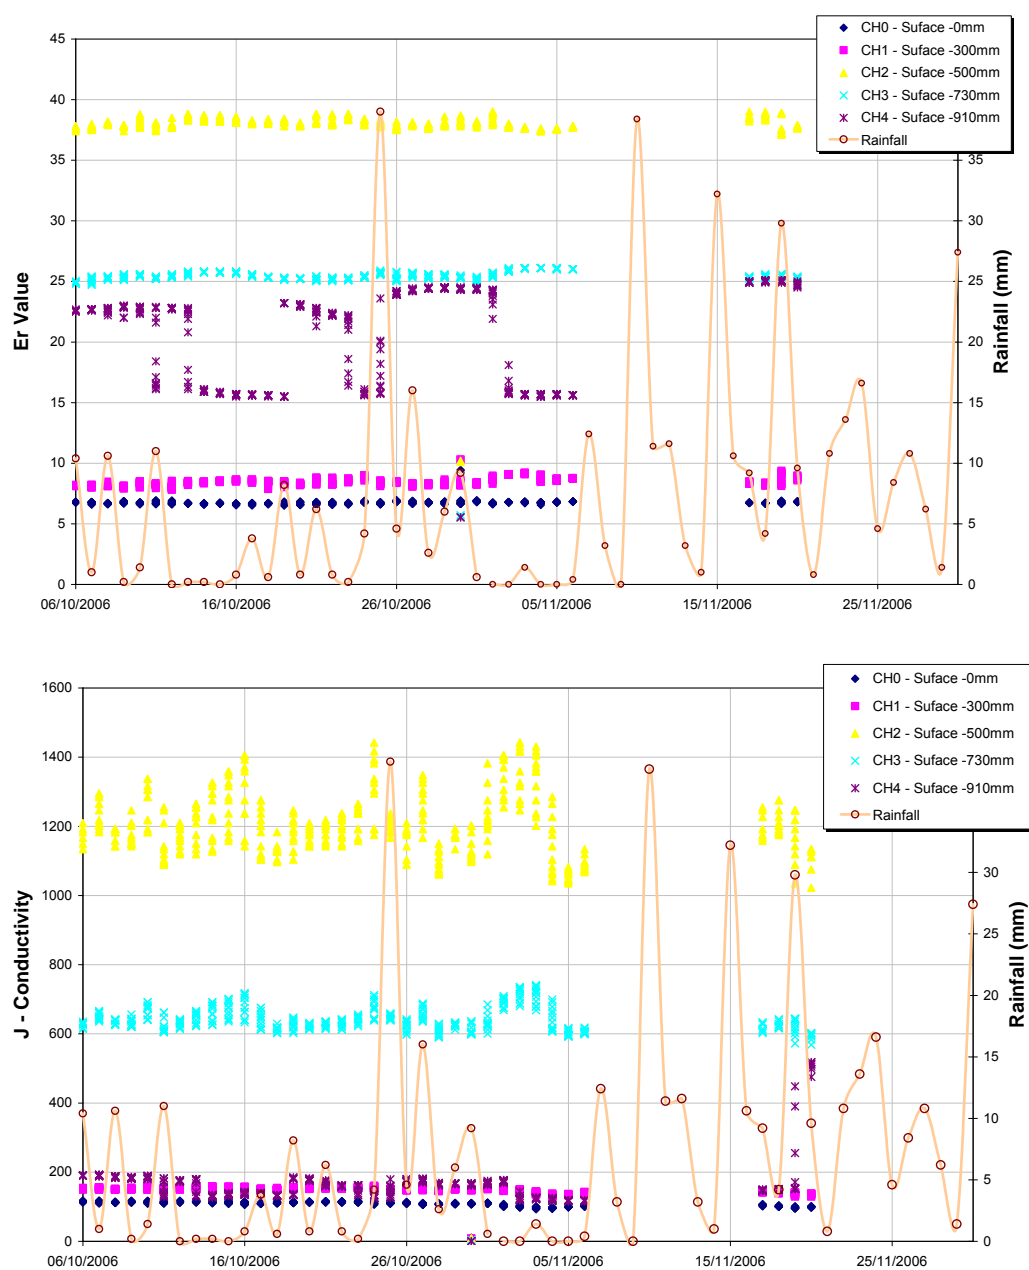 CH0 - Suface -0mm
CH1 - Suface -300mm
CH2 - Suface -500mm
CH3 - Suface -730mm
CH4 - Suface -910mm
Rainfall
45
40
35
30
25
20
15
10
5
0
Er Value
35
30
25
20
15
10
5
0
Rainfall (mm)
06/10/2006 16/10/2006 26/10/2006 05/11/2006 15/11/2006 25/11/2006
CH0 - Suface -0mm
CH1 - Suface -300mm
CH2 - Suface -500mm
CH3 - Suface -730mm
CH4 - Suface -910mm
Rainfall
1600
1400
1200
1000
800
600
400
200
0
J - Conductivity
30
25
20
15
10
5
0
Rainfall (mm)
06/10/2006 16/10/2006 26/10/2006 05/11/2006 15/11/2006 25/11/2006